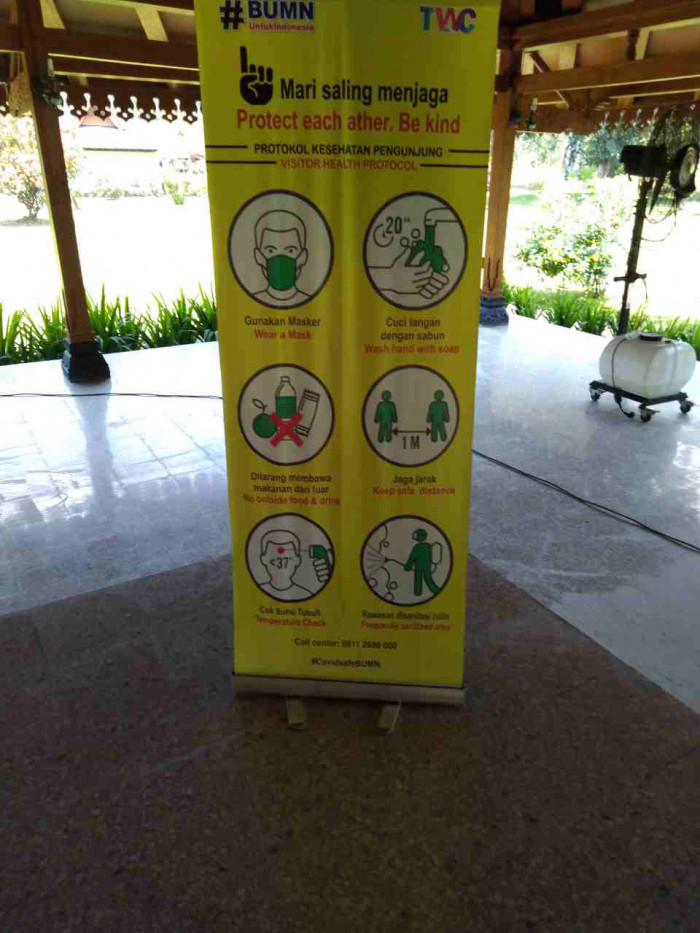 #BUMN
UntukIndonesia
TWC
Mari saling menjaga
Protect each ather. Be kind
PROTOKOL KESEHATAN PENGUNJUNG
VISITOR HEALTH PROTOCOL
20"
Gunakan Masker
Wear a Mask
Cuci tangan
dengan sabun
Wash hand with soap
1 M
Dilarang membawa
makanan dari luar
No outside food & drink
Jaga jarak
Keep safe distance
<37°
Cek Suhu Tubuh
Temperature Check
Kawasan disanitasi rutin
Frequently sanitized area
Call center: 0811 2688 000
#CovidsafeBUMN